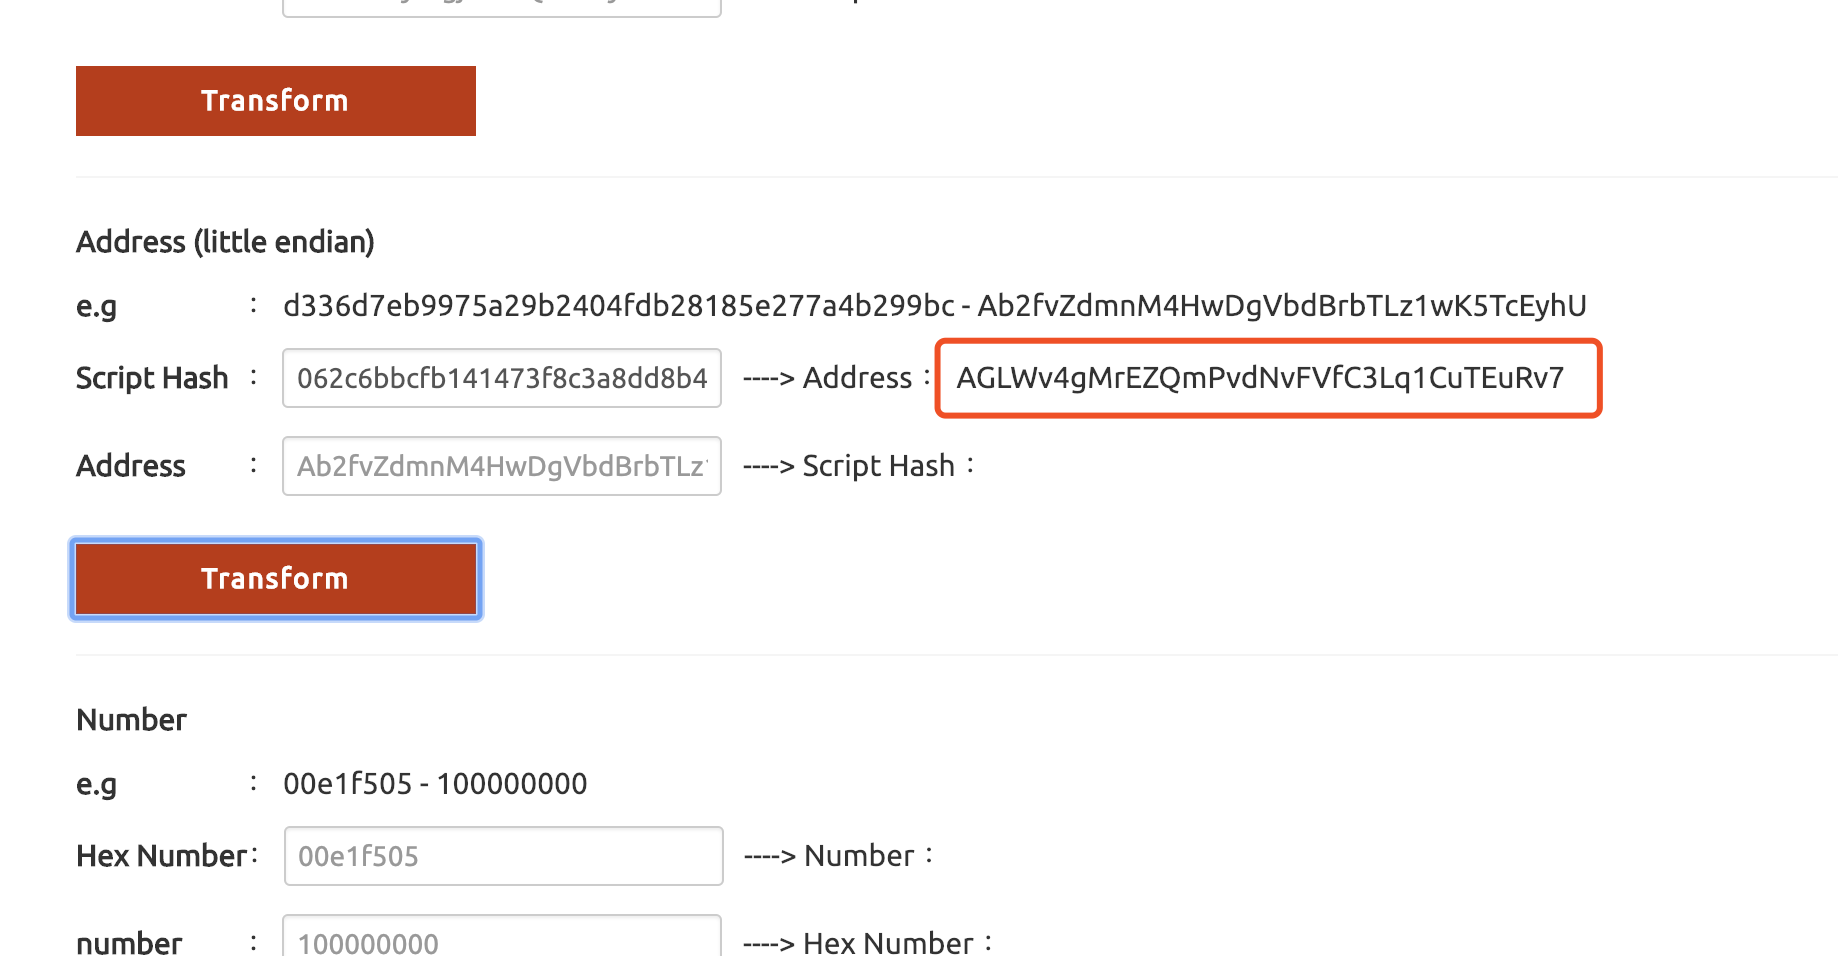 Transform
Address (little endian)
e.g : d336d7eb9975a29b2404fdb28185e277a4b299bc - Ab2fvZdmnM4HwDgVbdBrbTLz1wK5TcEyhU
Script Hash : 062c6bbcfb141473f8c3a8dd8b4 ----> Address : AGLWv4gMrEZQmPvdNvFVfC3Lq1CuTEuRv7
Address : Ab2fvZdmnM4HwDgVbdBrbTLz ----> Script Hash :
Transform
Number
e.g : 00e1f505 - 100000000
Hex Number : 00e1f505 ----> Number :
number : 100000000 ----> Hex Number :